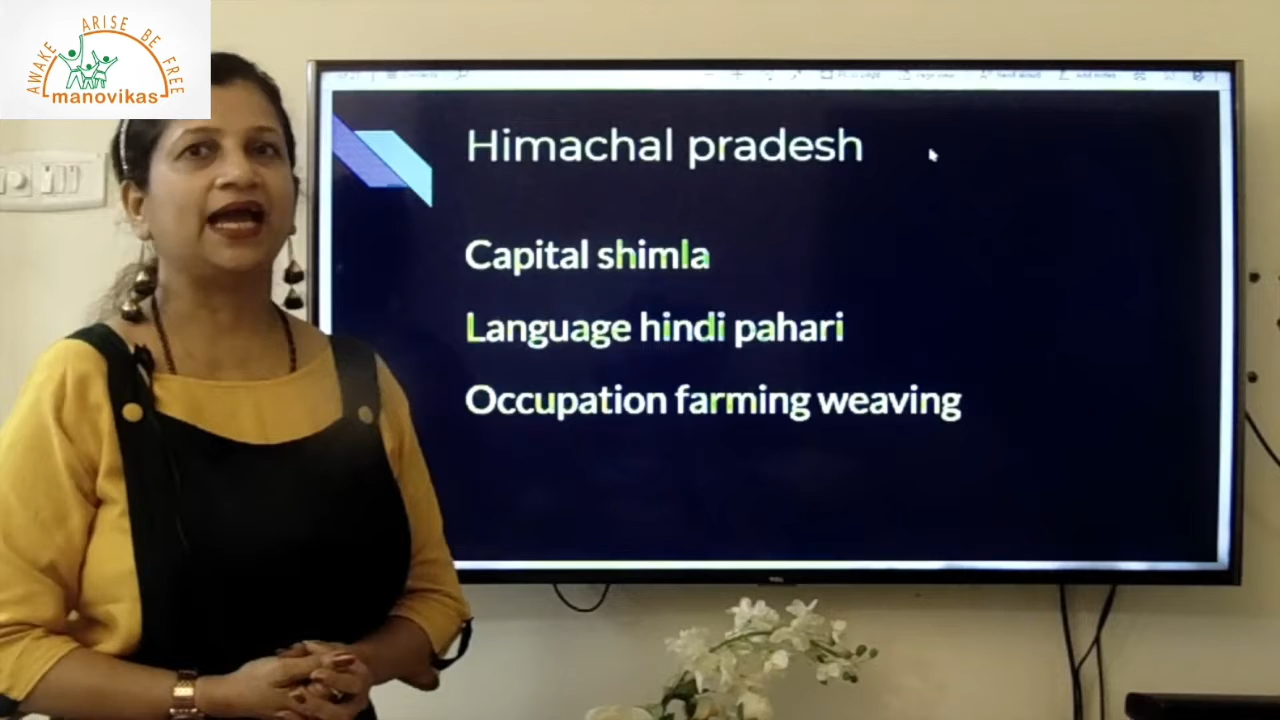 AWAKE ARISE BE FREE
manovikas
Himachal pradesh
Capital shimla
Language hindi pahari
Occupation farming weaving